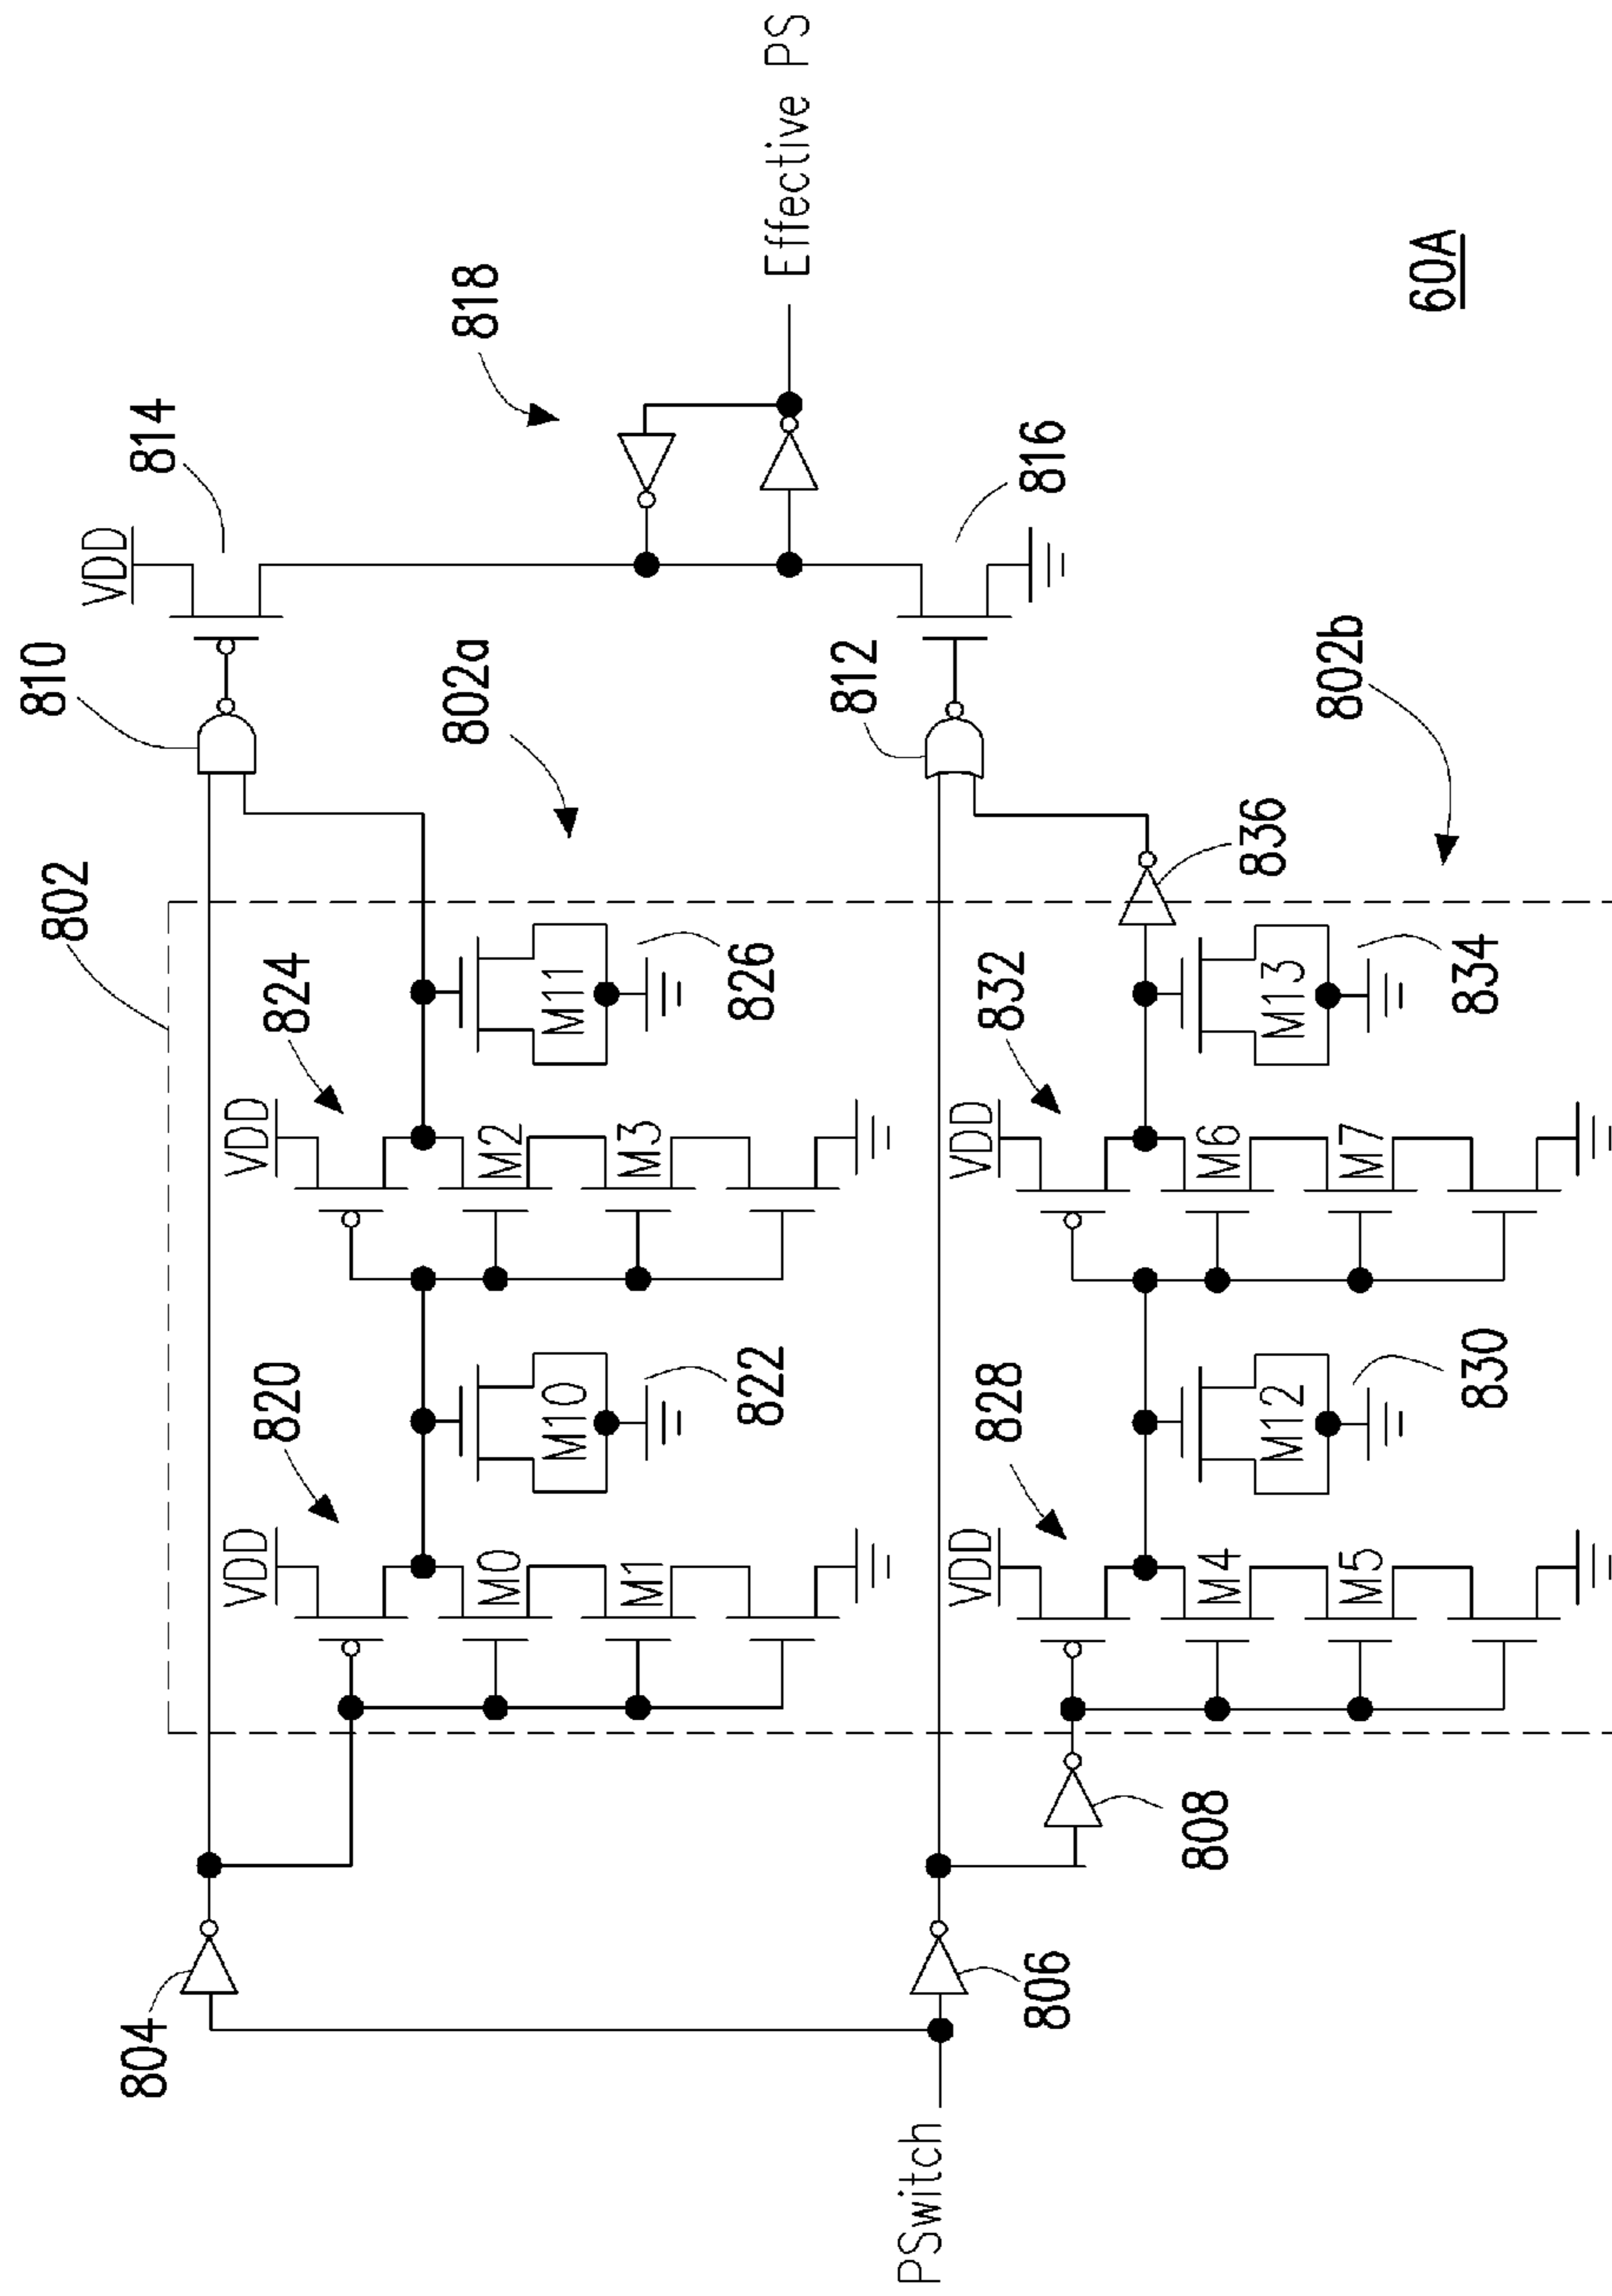 802
810
814
VDD
818
Effective PS
824
802a
804
VDD
820
VDD
M2
M3
M11
826
M0
M1
M10
822
812
816
60A
832
836
802b
VDD
828
VDD
M6
M7
M13
834
PSwitch
806
808
M4
M5
M12
830